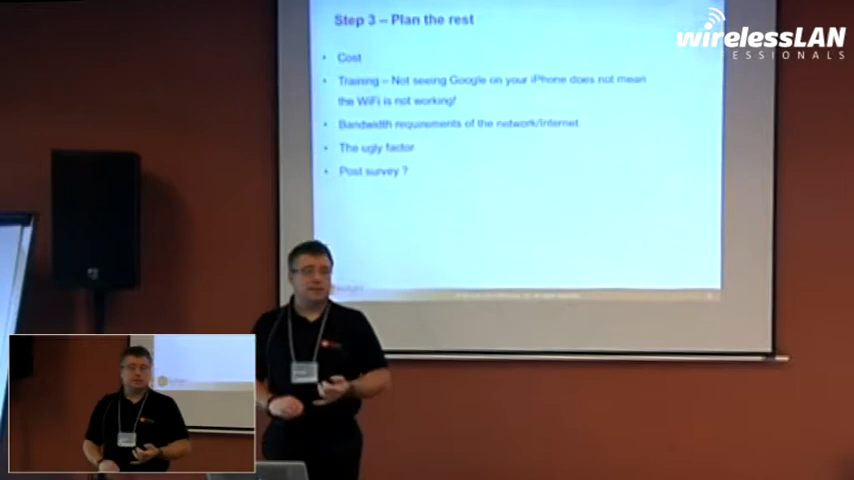 Step 3 – Plan the rest
wirelessLAN
ESSIONALS
• Cost
• Training – Not seeing Google on your iPhone does not mean
the WiFi is not working!
• Bandwidth requirements of the network/Internet
• The ugly factor
• Post survey ?